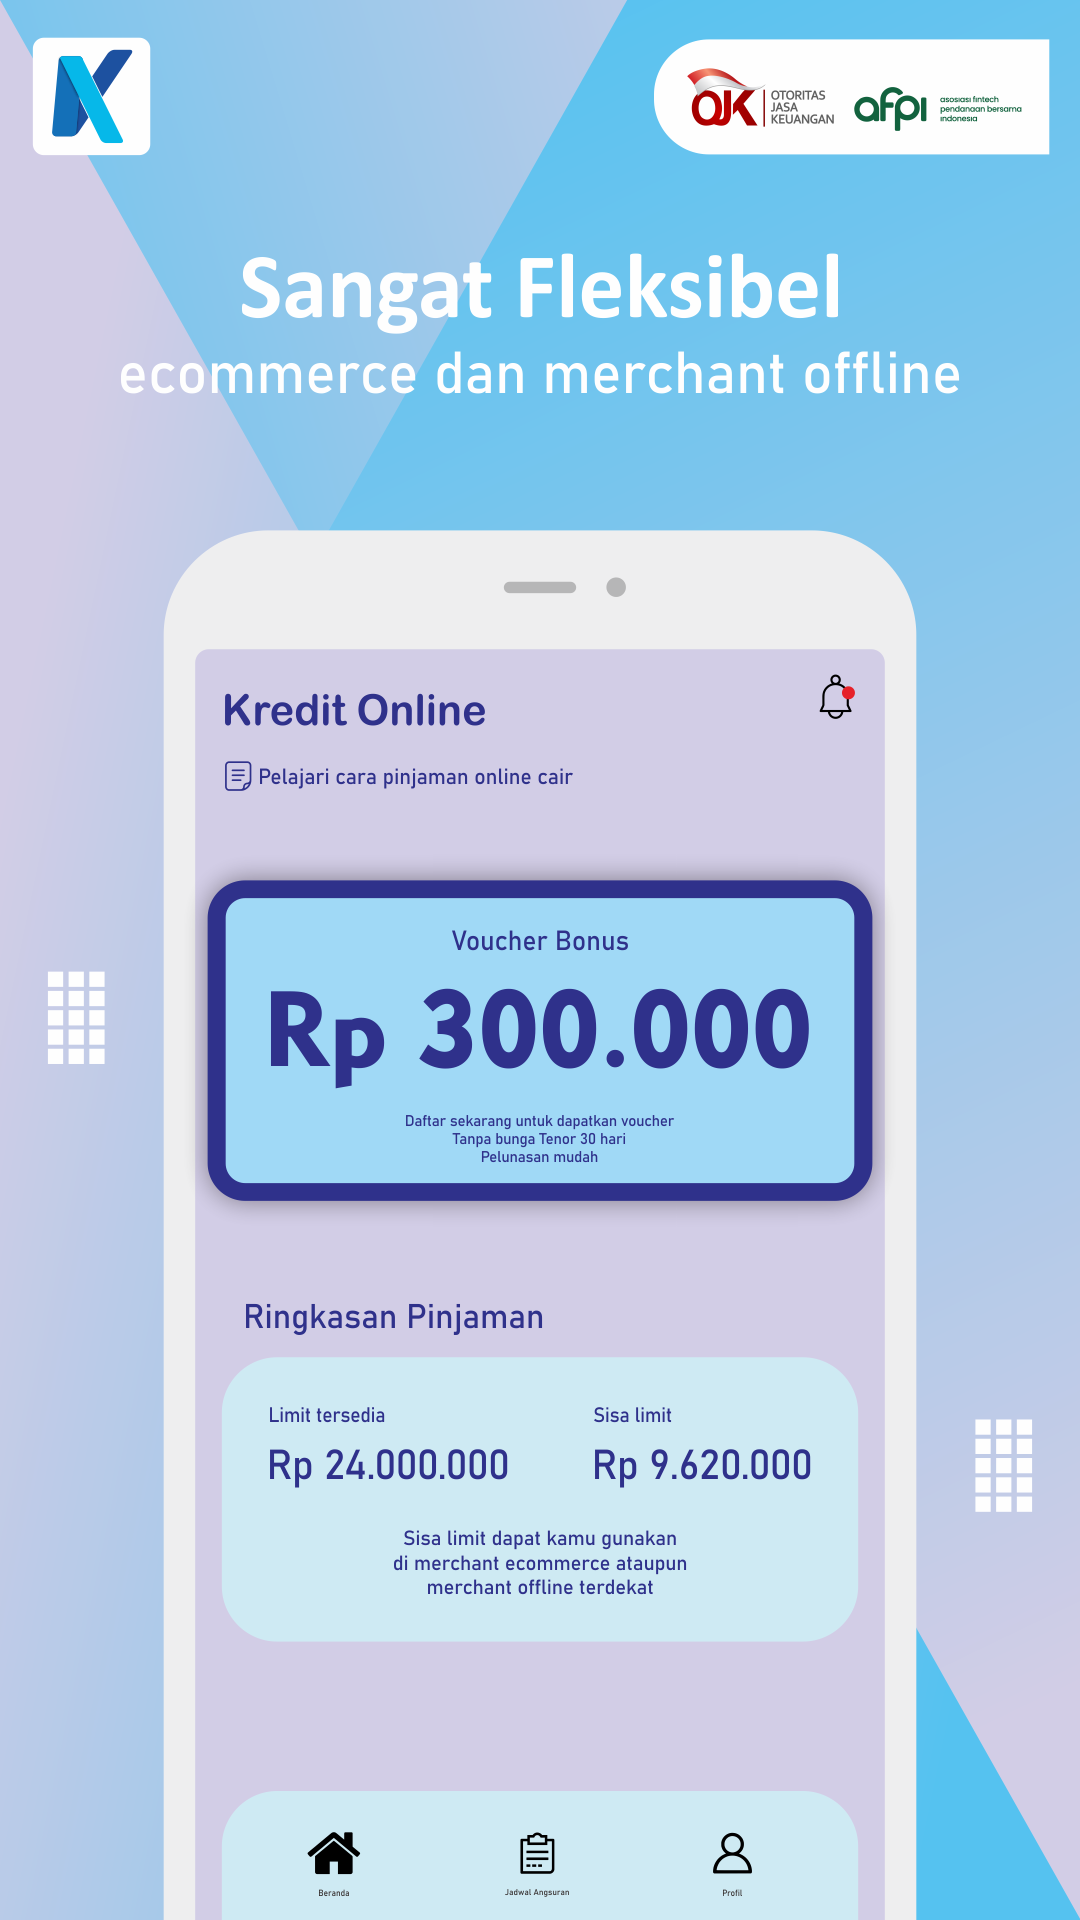 K
OJK
OTORITAS
JASA
KEUANGAN
afpi
asosiasi fintech
pendanaan bersama
indonesia
Sangat Fleksibel
ecommerce dan merchant offline
Kredit Online
Pelajari cara pinjaman online cair
Voucher Bonus
Rp 300.000
Daftar sekarang untuk dapatkan voucher
Tanpa bunga Tenor 30 hari
Pelunasan mudah
Ringkasan Pinjaman
Limit tersedia
Sisa limit
Rp 24.000.000
Rp 9.620.000
Sisa limit dapat kamu gunakan
di merchant ecommerce ataupun
merchant offline terdekat
Beranda
Jadwal Angsuran
Profil